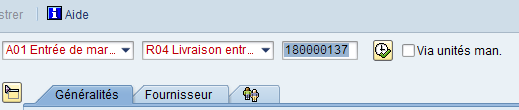 strer Aide
A01 Entrée de mar... R04 Livraison entr... 180000137 Via unités man.
Généralités Fournisseur